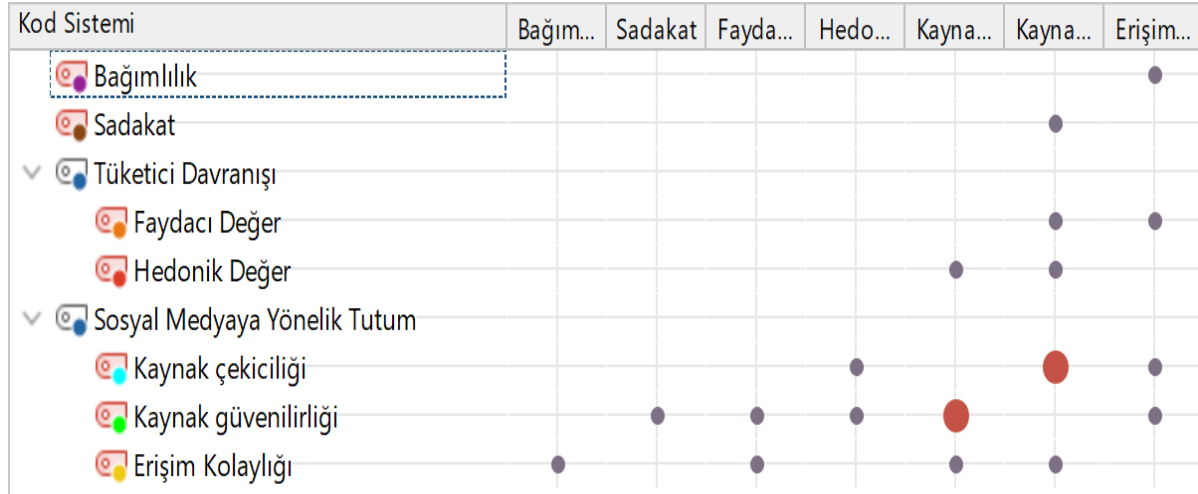 Kod Sistemi Bağım... Sadakat Fayda... Hedo... Kayna... Kayna... Erişim...
Bağımlılık
Sadakat
Tüketici Davranışı
Faydacı Değer
Hedonik Değer
Sosyal Medyaya Yönelik Tutum
Kaynak çekiciliği
Kaynak güvenilirliği
Erişim Kolaylığı